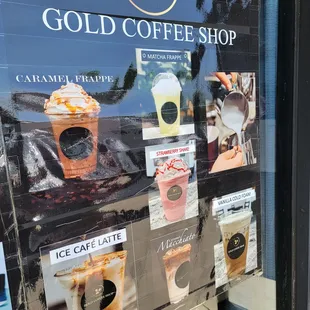 GOLD COFFEE SHOP
MATCHA FRAPPE
CARAMEL FRAPPE
STRAWBERRY SHAKE
VANILLA COLD FOAM
ICE CAFÉ LATTE
Macchiato